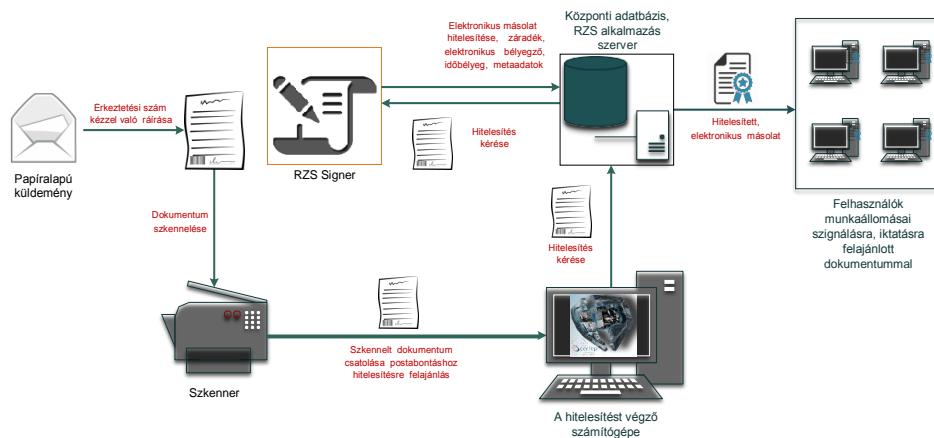 Elektronikus másolat
hitelesítése, záradék,
elektronikus bélyegző,
időbélyeg, metaadatok
Központi adatbázis,
RZS alkalmazás
szerver
Erkeztetési szám
kézzel való ráírása
Papíralapú
küldemény
RZS Signer
Hitelesítés
kérése
Hitelesített,
elektronikus másolat
Felhasználók
munkaállomásai
szignálásra, iktatásra
felajánlott
dokumentummal
Dokumentum
szkennelése
Hitelesítés
kérése
Szkenner
Szkennelt dokumentum
csatolása postabontáshoz
hitelesítésre felajánlás
A hitelesítést végző
számítógépe